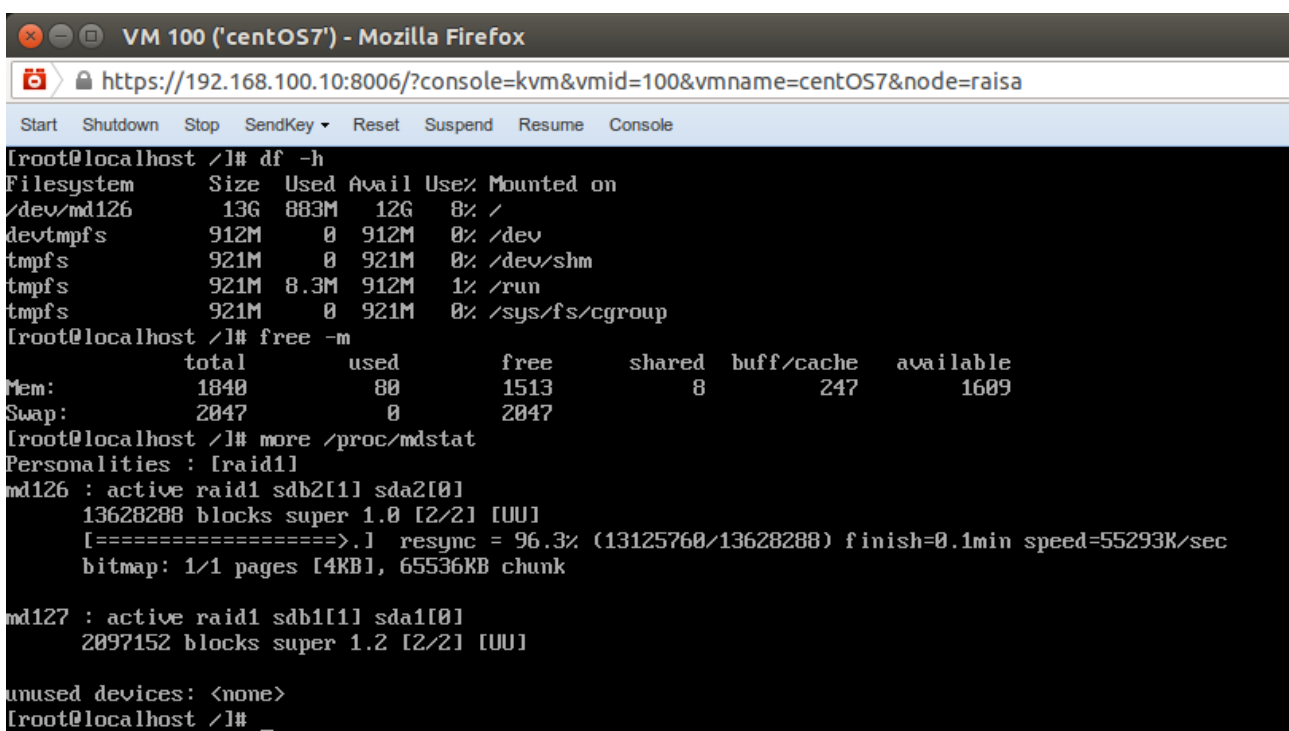 VM 100 ('centOS7') - Mozilla Firefox
https://192.168.100.10:8006/?console=kvm&vmid=100&vmname=centOS7&node=raisa
Start Shutdown Stop SendKey Reset Suspend Resume Console
[root@localhost /]# df -h
Filesystem      Size  Used Avail Use% Mounted on
/dev/md126       13G  883M   12G   8% /
devtmpfs        912M     0  912M   0% /dev
tmpfs           921M     0  921M   0% /dev/shm
tmpfs           921M  8.3M  912M   1% /run
tmpfs           921M     0  921M   0% /sys/fs/cgroup
[root@localhost /]# free -m
              total        used        free      shared  buff/cache   available
Mem:           1840          80        1513           8         247        1609
Swap:          2047           0        2047
[root@localhost /]# more /proc/mdstat
Personalities : [raid1]
md126 : active raid1 sdb2[1] sda2[0]
      13628288 blocks super 1.0 [2/2] [UU]
      [===================>.]  resync = 96.3% (13125760/13628288) finish=0.1min speed=55293K/sec
      bitmap: 1/1 pages [4KB], 65536KB chunk
md127 : active raid1 sdb1[1] sda1[0]
      2097152 blocks super 1.2 [2/2] [UU]
unused devices: <none>
[root@localhost /]# _